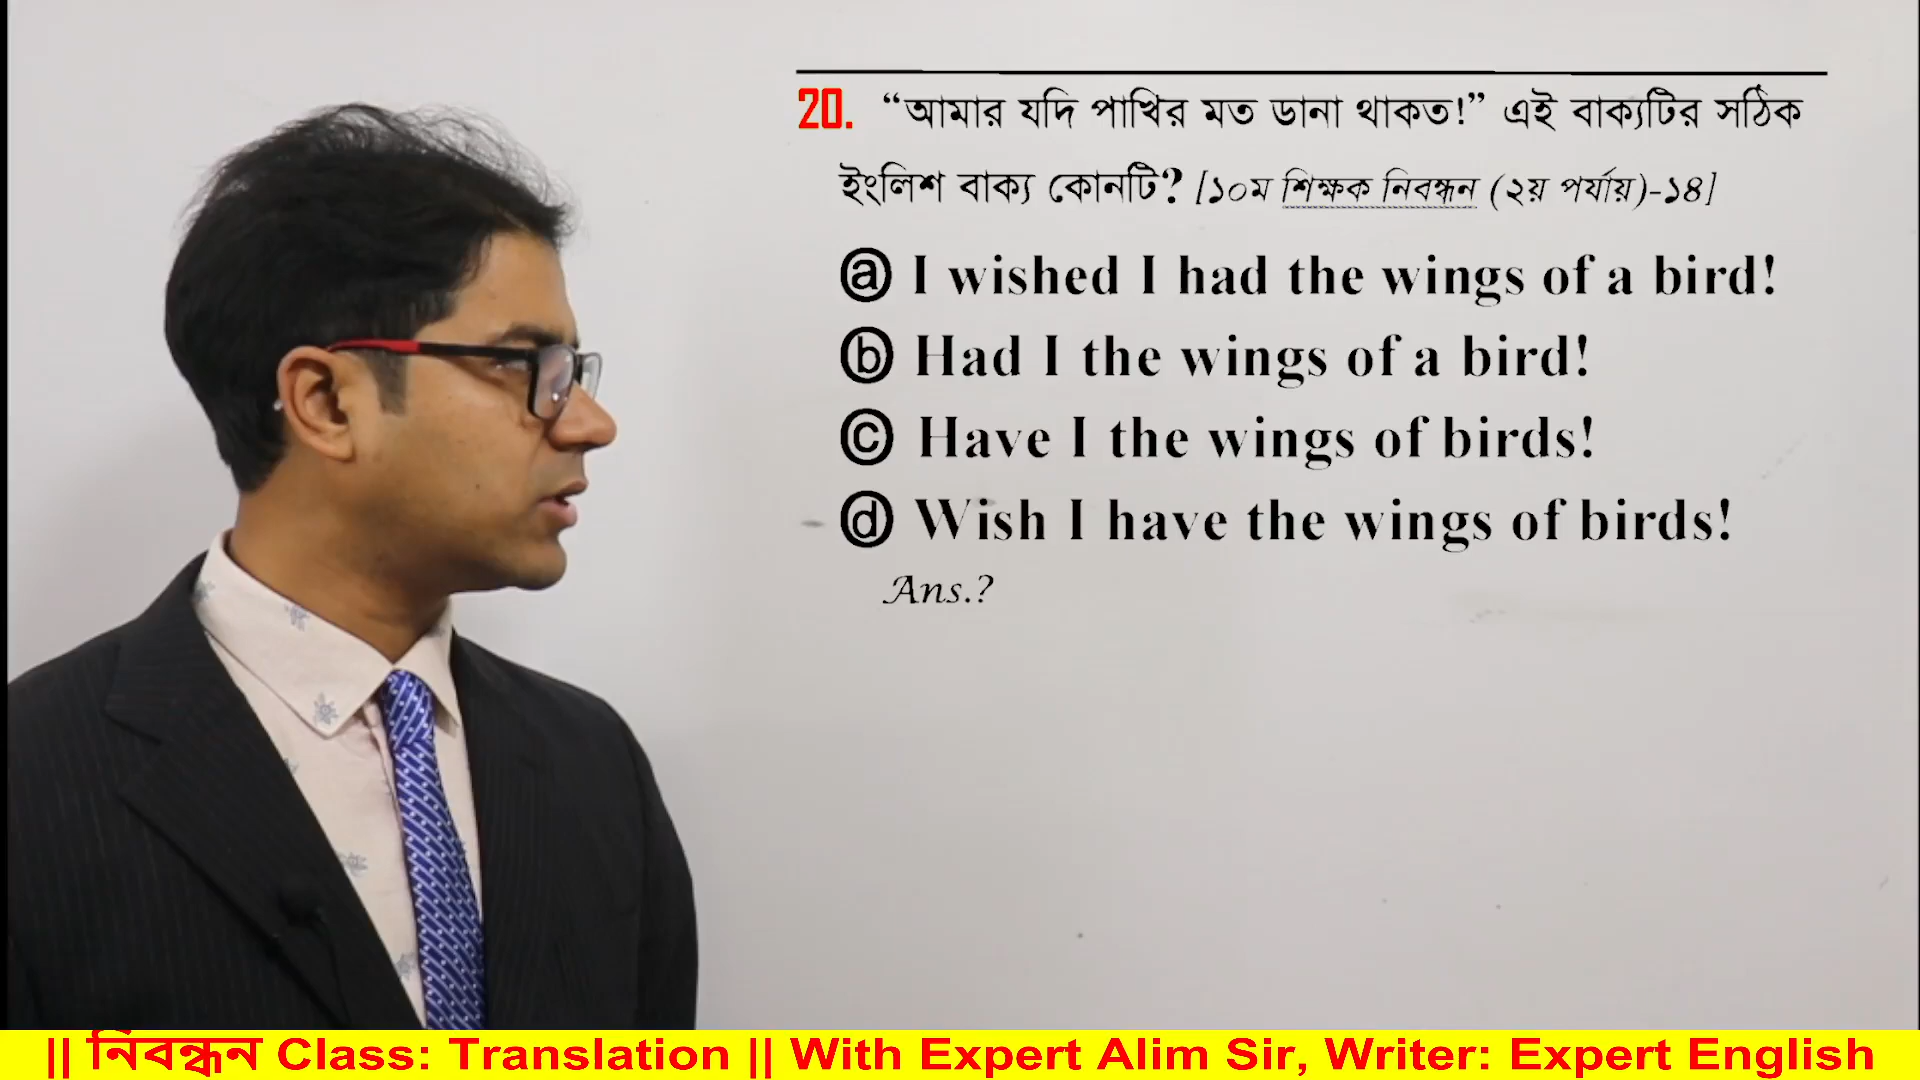 20. “আমার যদি পাখির মত ডানা থাকত!” এই বাক্যটির সঠিক
ইংলিশ বাক্য কোনটি? [১০ম শিক্ষক নিবন্ধন (২য় পর্যায়)-১৪]
ⓐ I wished I had the wings of a bird!
ⓑ Had I the wings of a bird!
ⓒ Have I the wings of birds!
ⓓ Wish I have the wings of birds!
Ans.?
|| নিবন্ধন Class: Translation || With Expert Alim Sir, Writer: Expert English